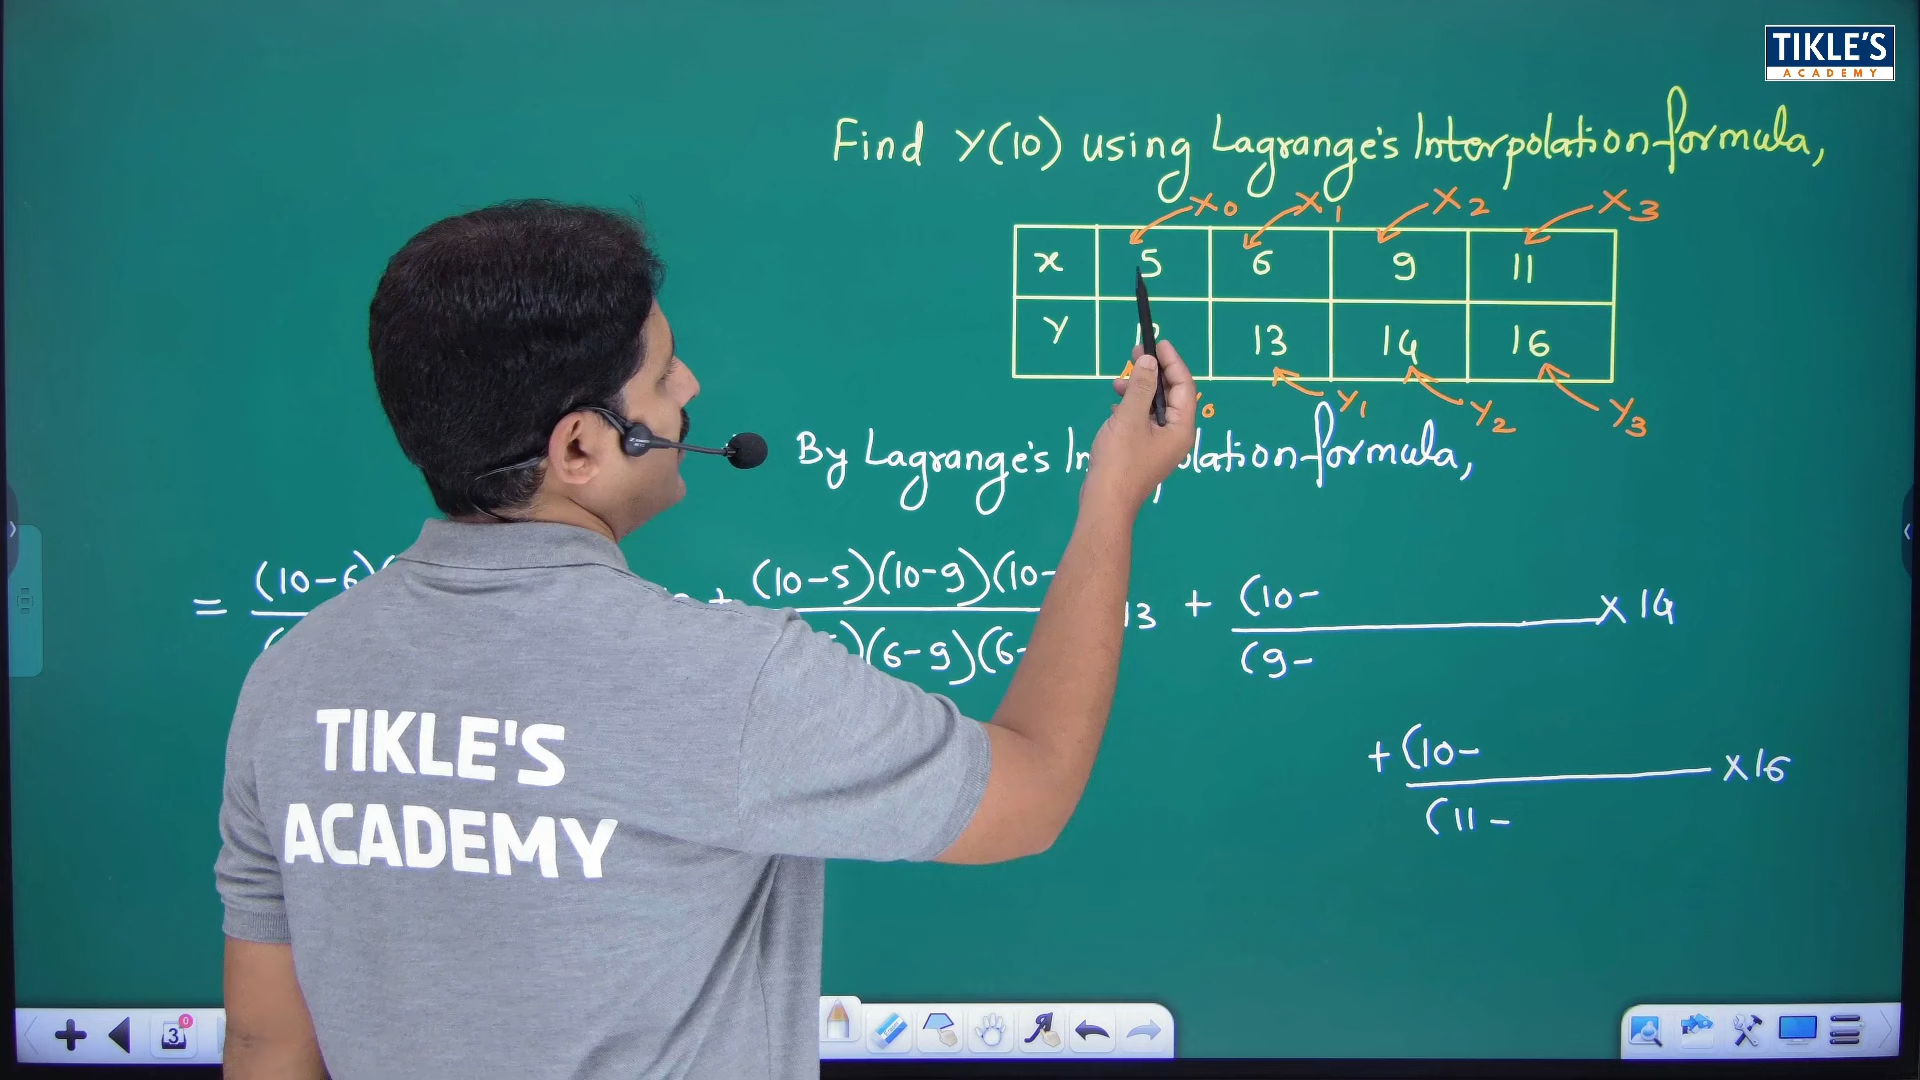 TIKLE'S
ACADEMY
Find Y(10) using Lagrange's Interpolation formula,
X0 X1 X2 X3
x 5 6 9 11
Y 13 14 16
Y1 Y2 Y3
By Lagrange's formula,
= (10-6) + (10-5)(10-9)(10- 13 + (10- × 14
(6-9)(6- (9-
+ (10- × 16
(11 -
TIKLE'S
ACADEMY
3 0